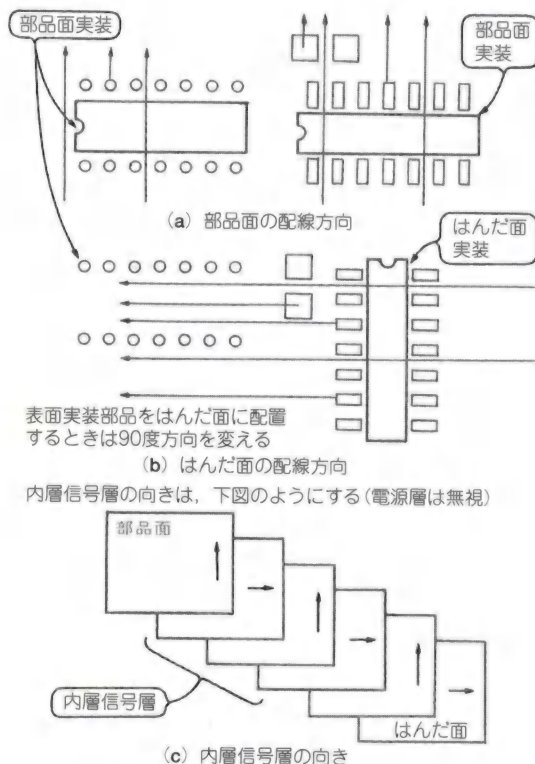 部品面実装
部品面
実装
(a) 部品面の配線方向
はんだ面
実装
表面実装部品をはんだ面に配置
するときは90度方向を変える
(b) はんだ面の配線方向
内層信号層の向きは，下図のようにする(電源層は無視)
部品面
内層信号層
はんだ面
(c) 内層信号層の向き